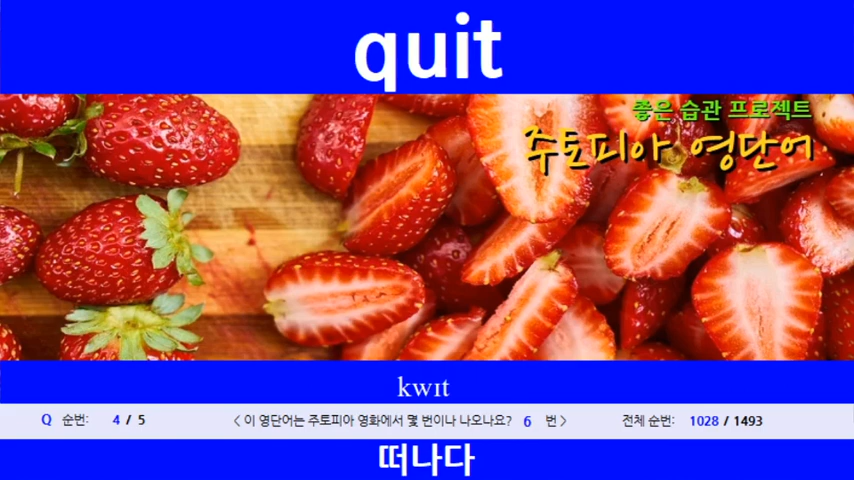 quit
좋은 습관 프로젝트
주토피아 영단어
kwɪt
Q 순번: 4 / 5 < 이 영단어는 주토피아 영화에서 몇 번이나 나오나요? 6 번 > 전체 순번: 1028 / 1493
떠나다